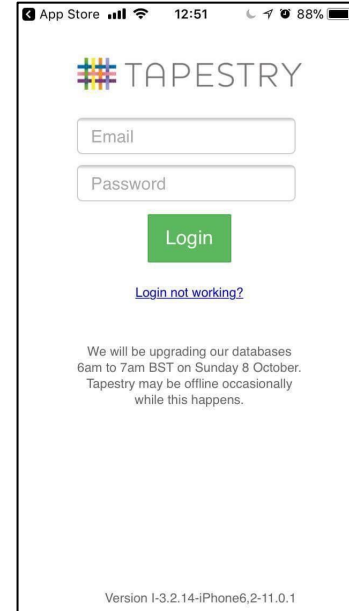 App Store 12:51 88%
TAPESTRY
Email
Password
Login
Login not working?
We will be upgrading our databases
6am to 7am BST on Sunday 8 October.
Tapestry may be offline occasionally
while this happens.
Version I-3.2.14-iPhone6,2-11.0.1